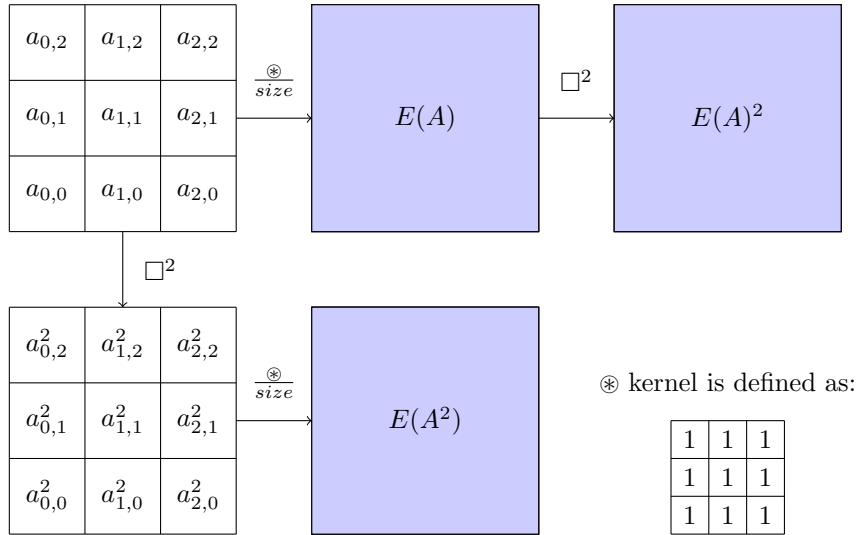 a_{0,2} a_{1,2} a_{2,2}
a_{0,1} a_{1,1} a_{2,1}
a_{0,0} a_{1,0} a_{2,0}
⊛/size
E(A)
□²
E(A)²
□²
a²_{0,2} a²_{1,2} a²_{2,2}
a²_{0,1} a²_{1,1} a²_{2,1}
a²_{0,0} a²_{1,0} a²_{2,0}
⊛/size
E(A²)
⊛ kernel is defined as:
1 1 1
1 1 1
1 1 1